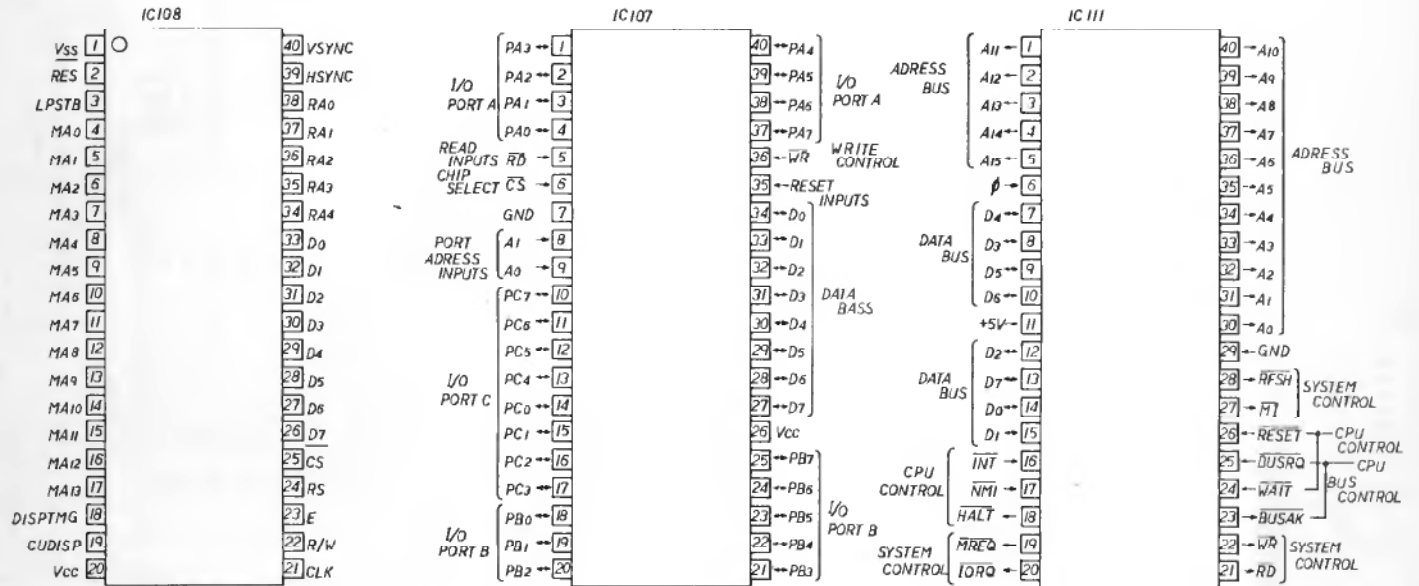 IC108
Vss 1 40 VSYNC
RES 2 39 HSYNC
LPSTB 3 38 RA0
MA0 4 37 RA1
MA1 5 36 RA2
MA2 6 35 RA3
MA3 7 34 RA4
MA4 8 33 D0
MA5 9 32 D1
MA6 10 31 D2
MA7 11 30 D3
MA8 12 29 D4
MA9 13 28 D5
MA10 14 27 D6
MA11 15 26 D7
MA12 16 25 CS
MA13 17 24 RS
DISPTMG 18 23 E
CUDISP 19 22 R/W
Vcc 20 21 CLK
IC107
I/O PORT A
PA3 1 40 PA4
PA2 2 39 PA5
PA1 3 38 PA6
PA0 4 37 PA7
I/O PORT A
READ INPUTS RD 5 36 WR WRITE CONTROL
CHIP SELECT CS 6 35 RESET INPUTS
GND 7 34 D0
PORT ADRESS INPUTS
A1 8 33 D1
A0 9 32 D2
PC7 10 31 D3
DATA BASS
PC6 11 30 D4
PC5 12 29 D5
PC4 13 28 D6
I/O PORT C
PC0 14 27 D7
PC1 15 26 Vcc
PC2 16 25 PB7
PC3 17 24 PB6
PB0 18 23 PB5
I/O PORT B
PB1 19 22 PB4
I/O PORT B
PB2 20 21 PB3
IC111
A11 1 40 A10
ADRESS BUS
A12 2 39 A9
A13 3 38 A8
A14 4 37 A7
A15 5 36 A6
ADRESS BUS
ϕ 6 35 A5
D4 7 34 A4
DATA BUS
D3 8 33 A3
D5 9 32 A2
D6 10 31 A1
+5V 11 30 A0
D2 12 29 GND
DATA BUS
D7 13 28 RFSH
SYSTEM CONTROL
D0 14 27 M1
D1 15 26 RESET CPU CONTROL
INT 16 25 DUSRQ CPU BUS CONTROL
CPU CONTROL
NMI 17 24 WAIT
HALT 18 23 BUSAK
SYSTEM CONTROL
MREQ 19 22 WR
SYSTEM CONTROL
IORQ 20 21 RD